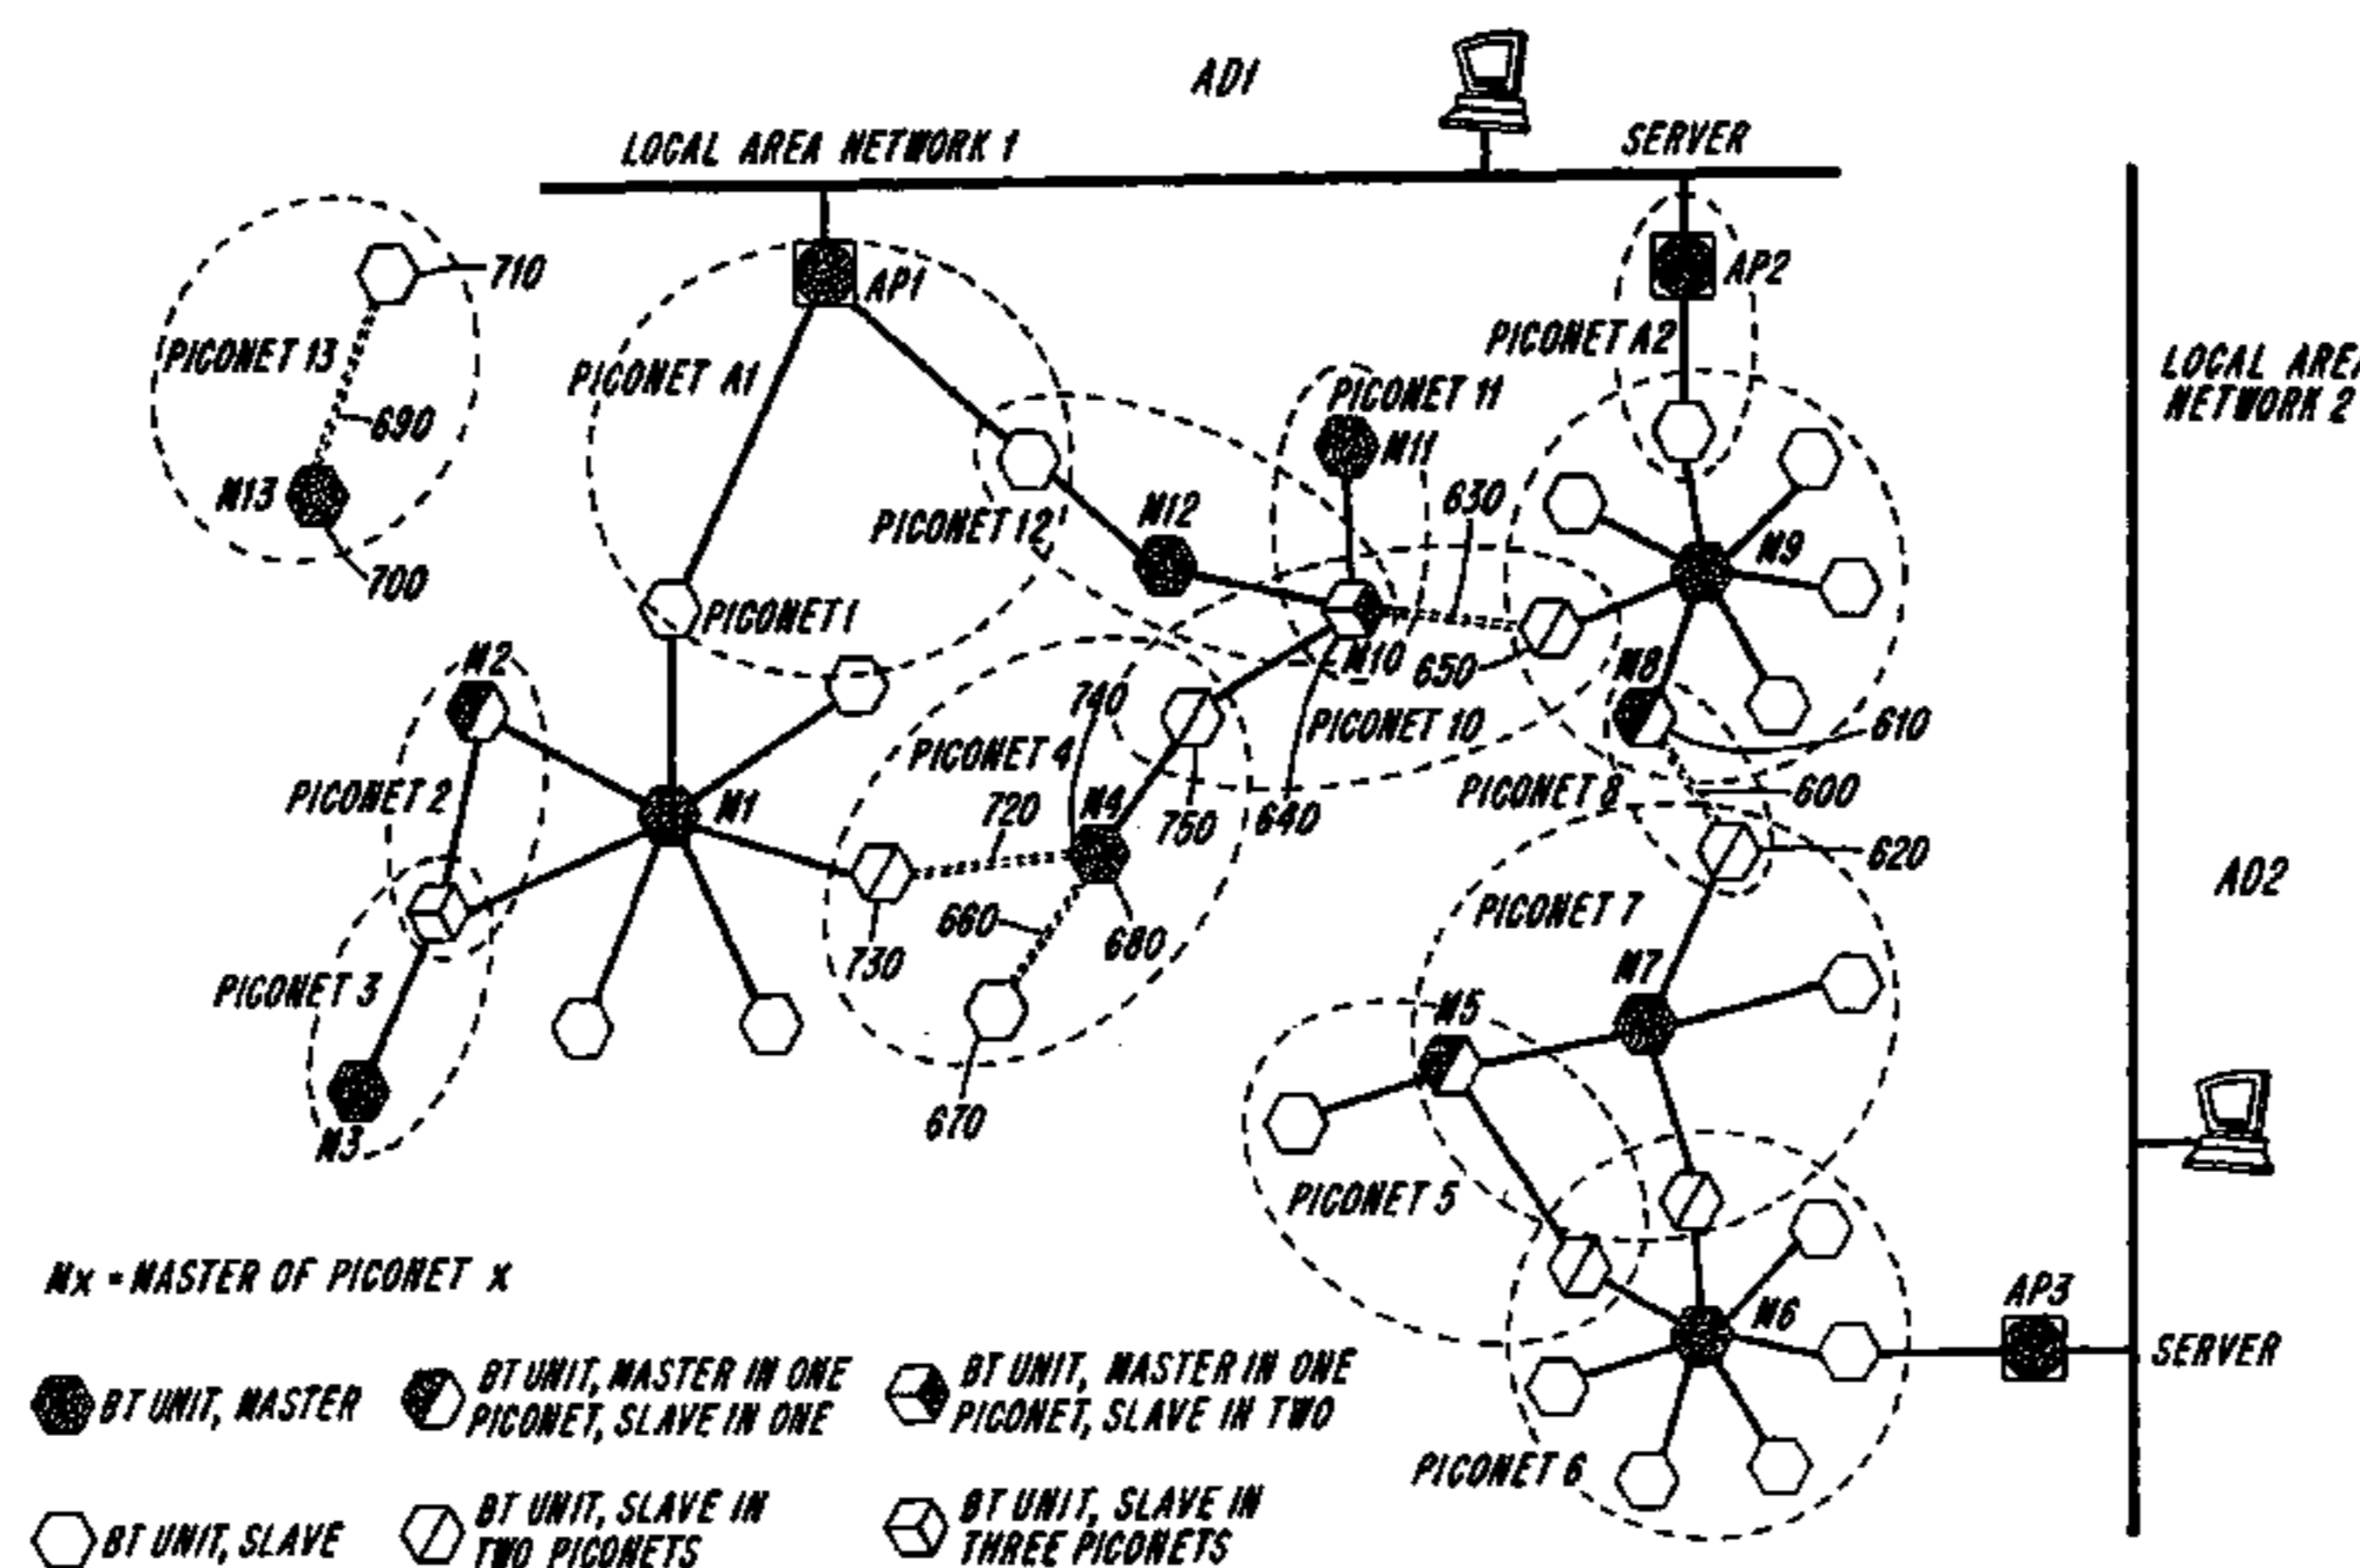 AD1
LOCAL AREA NETWORK 1
SERVER
710
AP1
AP2
PICONET 13
PICONET A1
PICONET A2
LOCAL AREA
NETWORK 2
690
PICONET 11
M11
M13
630
PICONET 12
M12
M9
700
PICONET 1
M10
650
M8
M2
740
PICONET 4
PICONET 10
610
PICONET 2
M1
720
M4
750
640
PICONET 8
600
620
AD2
660
680
730
PICONET 7
PICONET 3
M7
M5
670
M3
PICONET 5
Mx = MASTER OF PICONET x
M6
AP3
SERVER
PICONET 6
BT UNIT, MASTER
BT UNIT, MASTER IN ONE
PICONET, SLAVE IN ONE
BT UNIT, MASTER IN ONE
PICONET, SLAVE IN TWO
BT UNIT, SLAVE
BT UNIT, SLAVE IN
TWO PICONETS
BT UNIT, SLAVE IN
THREE PICONETS